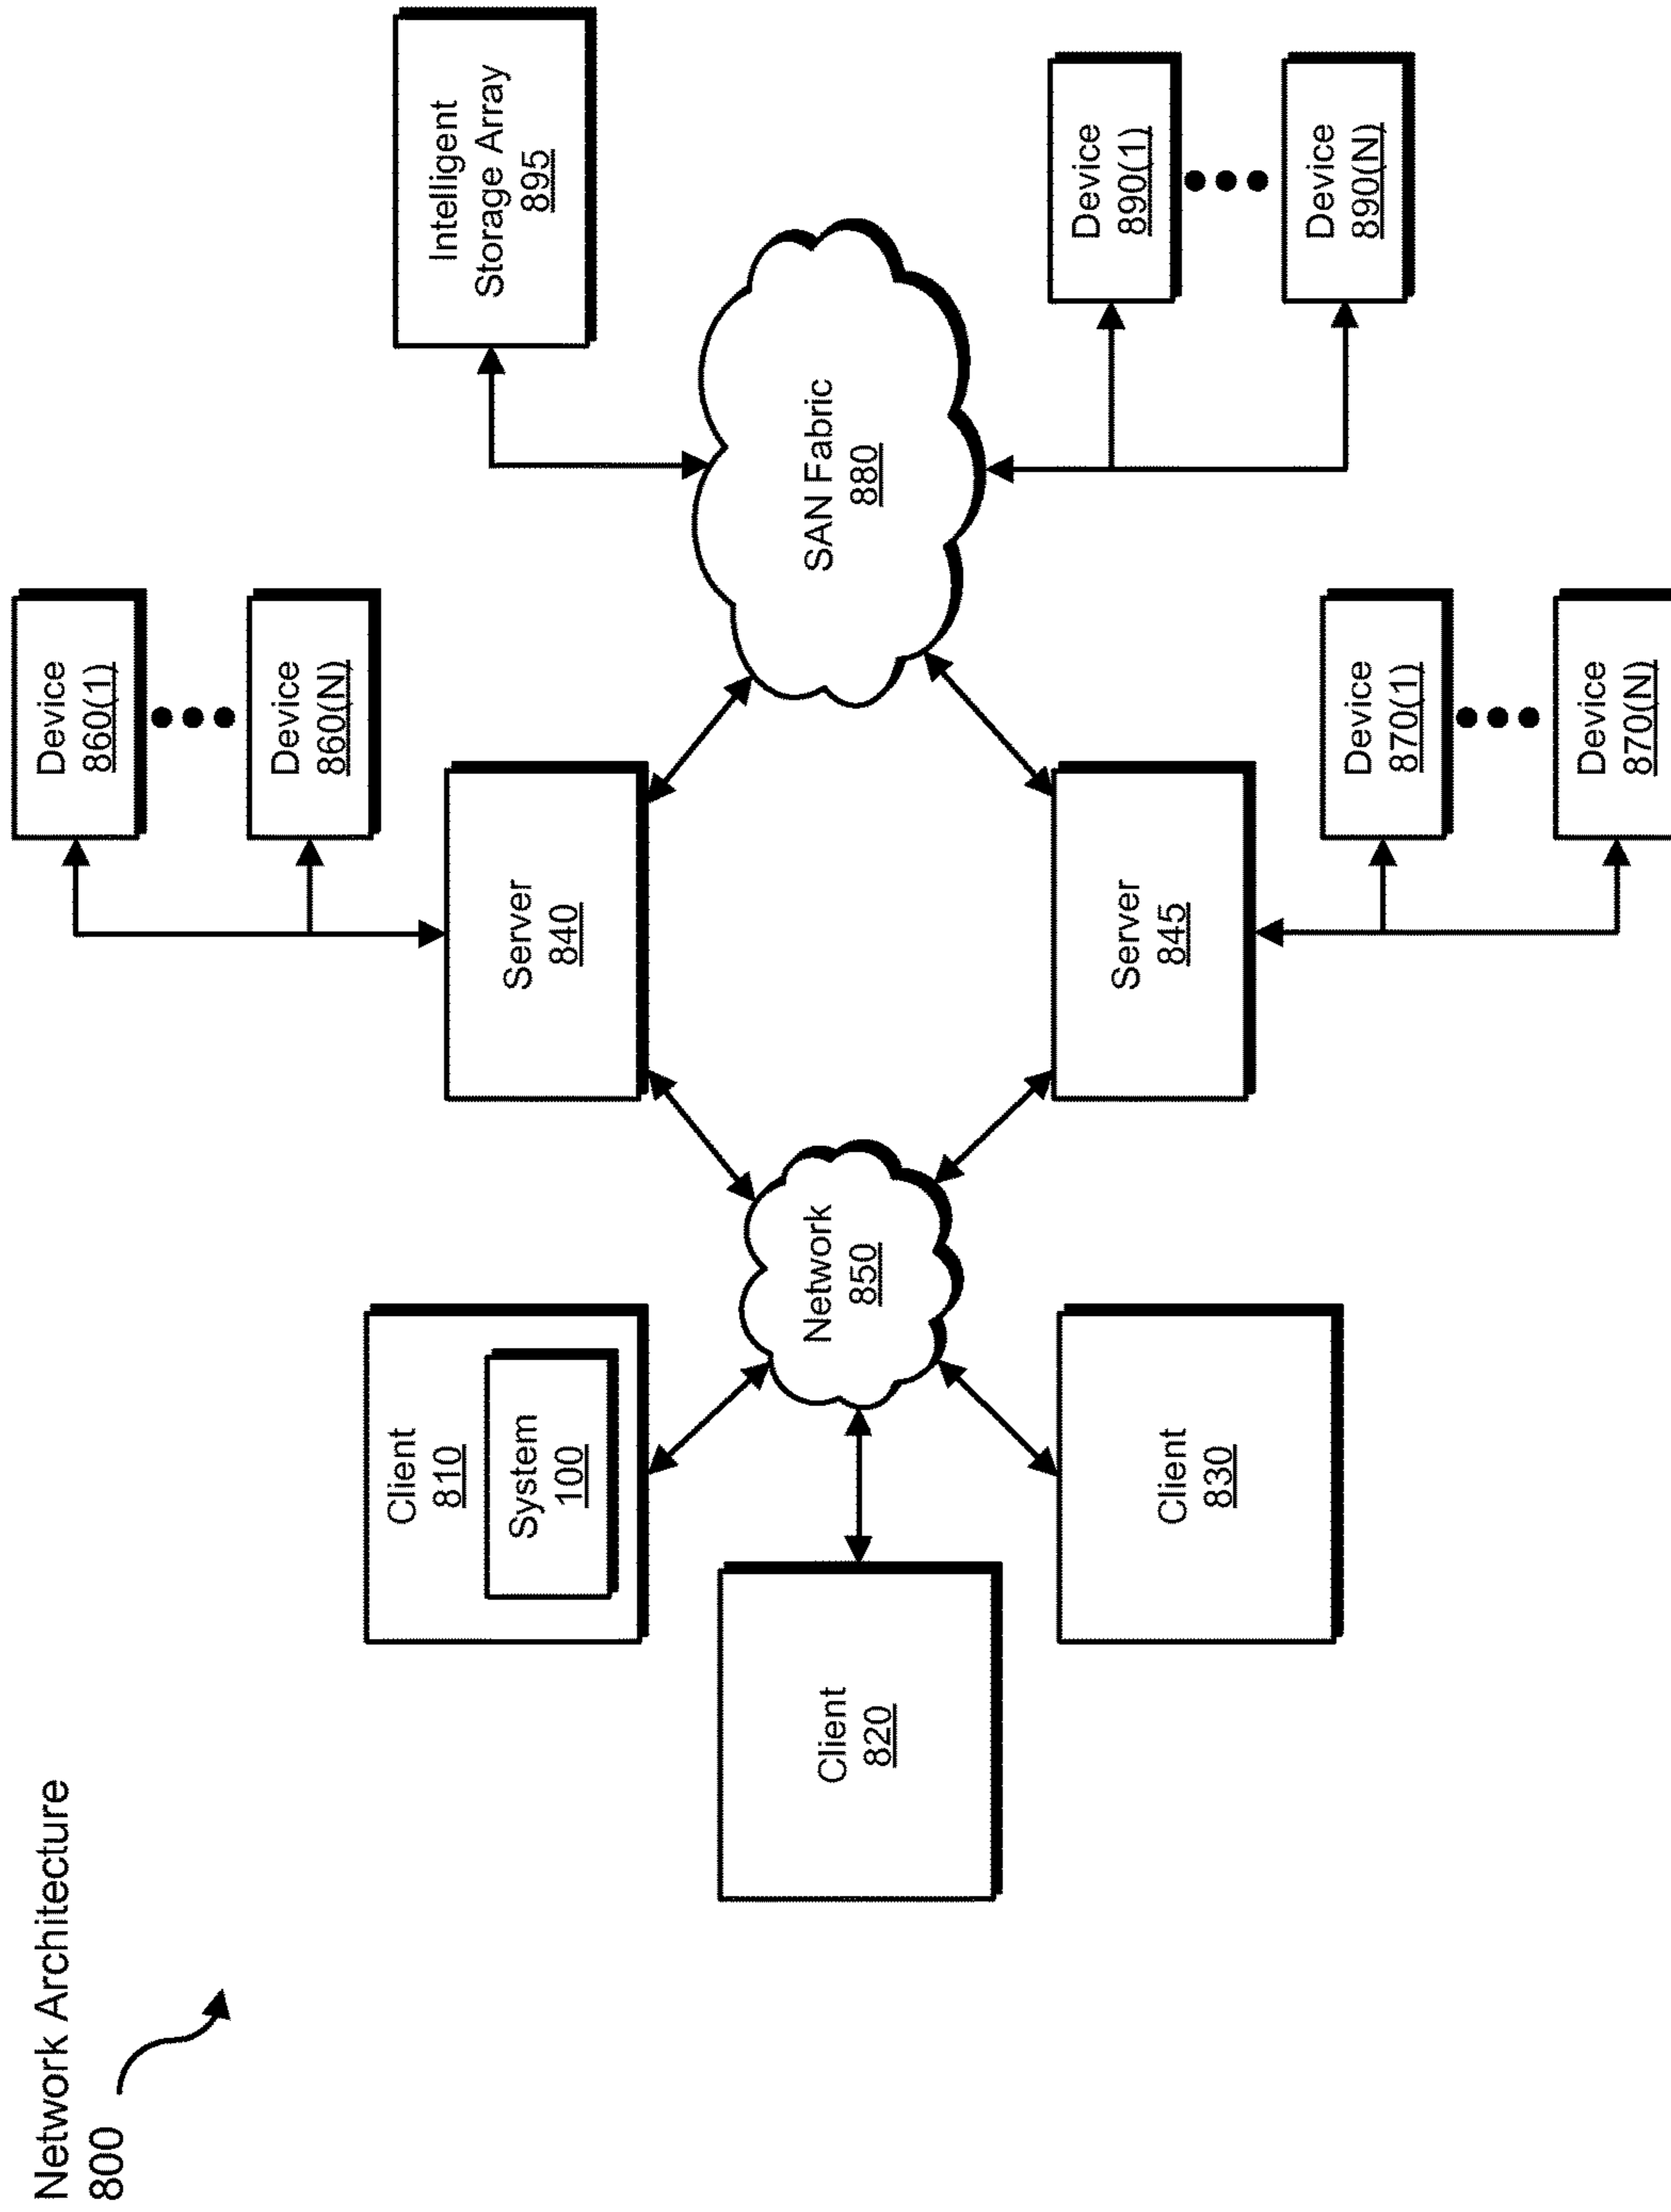 Network Architecture
800
Client
810
System
100
Client
820
Client
830
Network
850
Server
840
Server
845
Device
860(1)
Device
860(N)
Device
870(1)
Device
870(N)
SAN Fabric
880
Intelligent
Storage Array
895
Device
890(1)
Device
890(N)